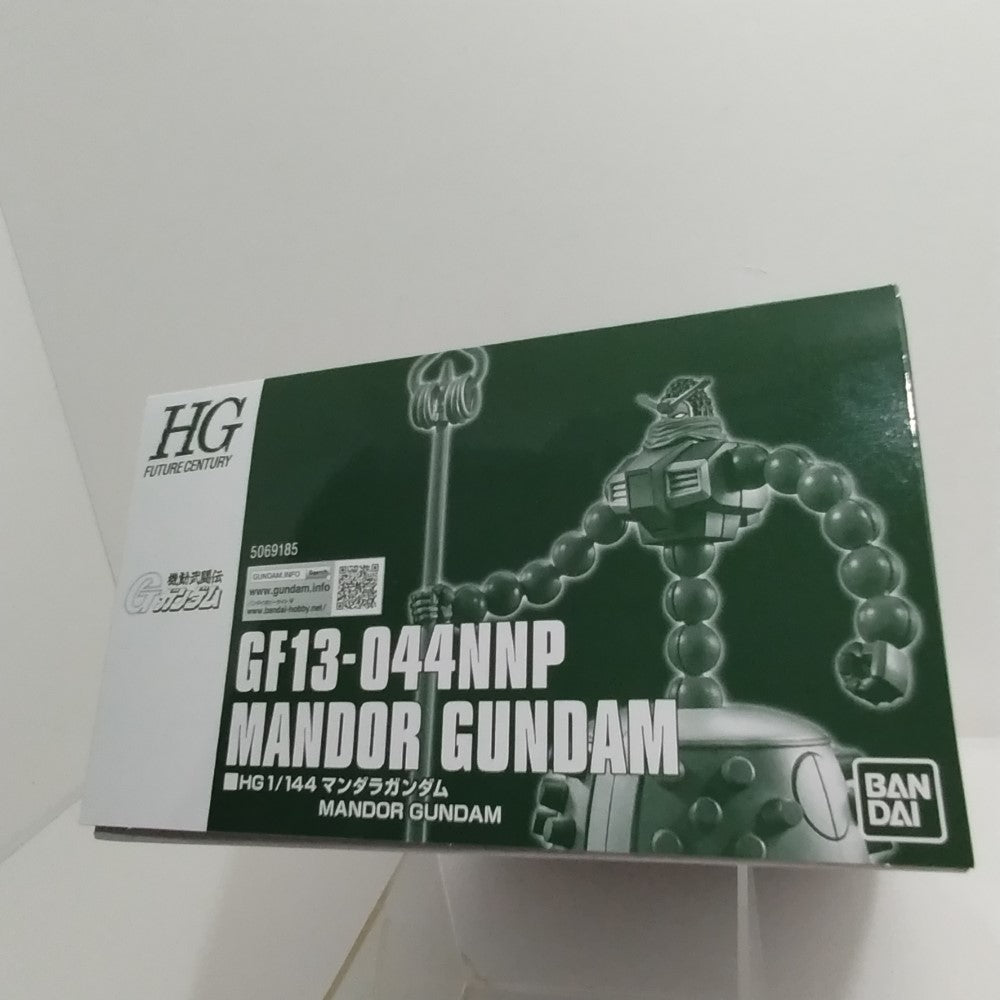 HG
FUTURE CENTURY
機動武闘伝
Gガンダム
5069185
GUNDAM.INFO
www.gundam.info
www.bandai-hobby.net/
GF13-044NNP
MANDOR GUNDAM
■HG 1/144 マンダラガンダム
MANDOR GUNDAM
BAN
DAI